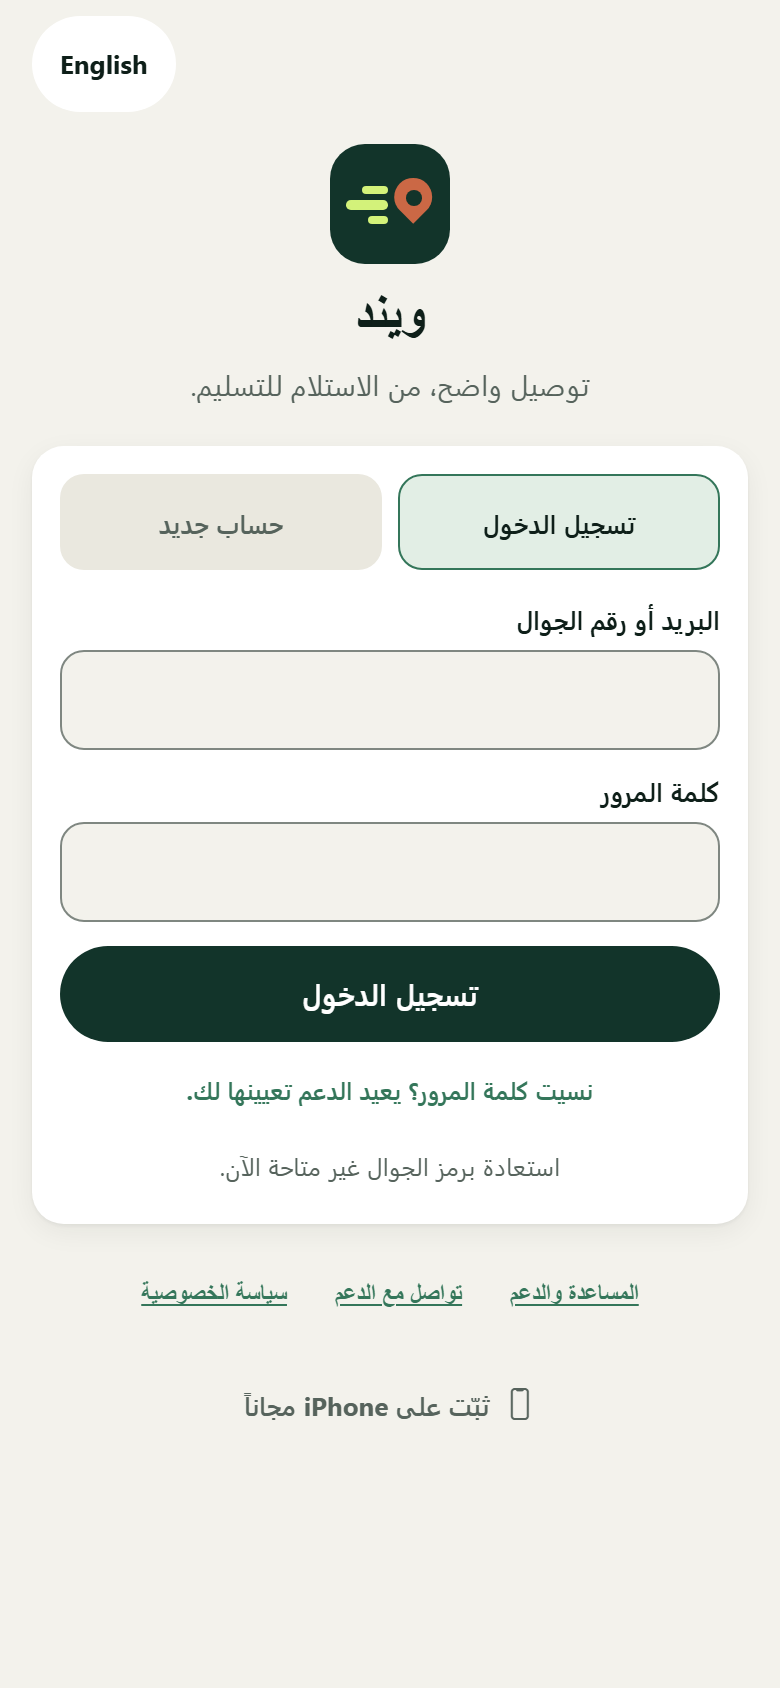 English
ويند
توصيل واضح، من الاستلام للتسليم.
تسجيل الدخول
حساب جديد
البريد أو رقم الجوال
كلمة المرور
تسجيل الدخول
نسيت كلمة المرور؟ يعيد الدعم تعيينها لك.
استعادة برمز الجوال غير متاحة الآن.
المساعدة والدعم
تواصل مع الدعم
سياسة الخصوصية
ثبّت على iPhone مجاناً